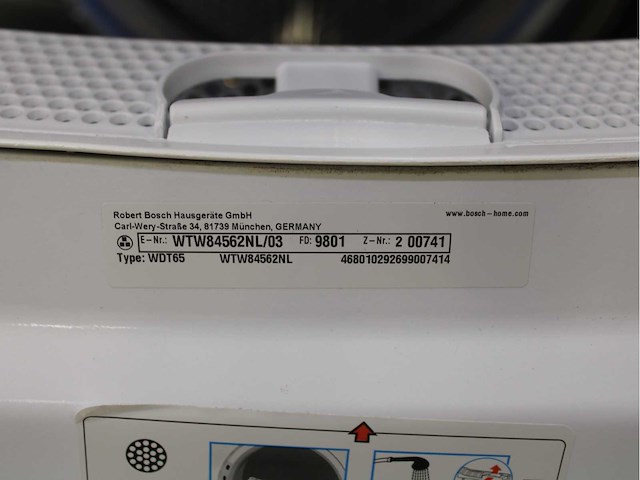 Robert Bosch Hausgeräte GmbH www.bosch-home.com
Carl-Wery-Straße 34, 81739 München, GERMANY
E-Nr.: WTW84562NL/03 FD: 9801 Z-Nr.: 2 00741
Type: WDT65 WTW84562NL 468010292699007414